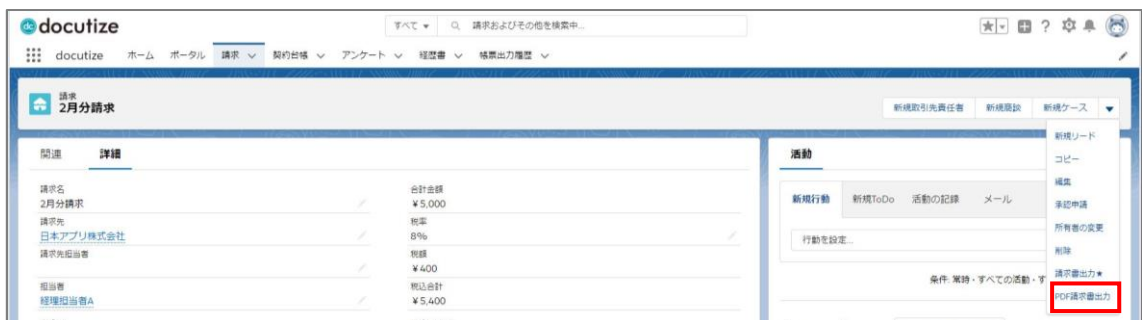 docutize
すべて
請求およびその他を検索中...
docutize ホーム ポータル 請求 契約台帳 アンケート 経歴書 帳票出力履歴
請求
2月分請求
新規取引先責任者 新規商談 新規ケース
新規リード
コピー
編集
承認申請
所有者の変更
削除
請求書出力★
PDF請求書出力
関連 詳細
請求名
2月分請求
請求先
日本アプリ株式会社
請求先担当者
担当者
経理担当者A
合計金額
¥5,000
税率
8%
税額
¥400
税込合計
¥5,400
活動
新規行動 新規ToDo 活動の記録 メール
行動を設定...
条件: 常時・すべての活動・す